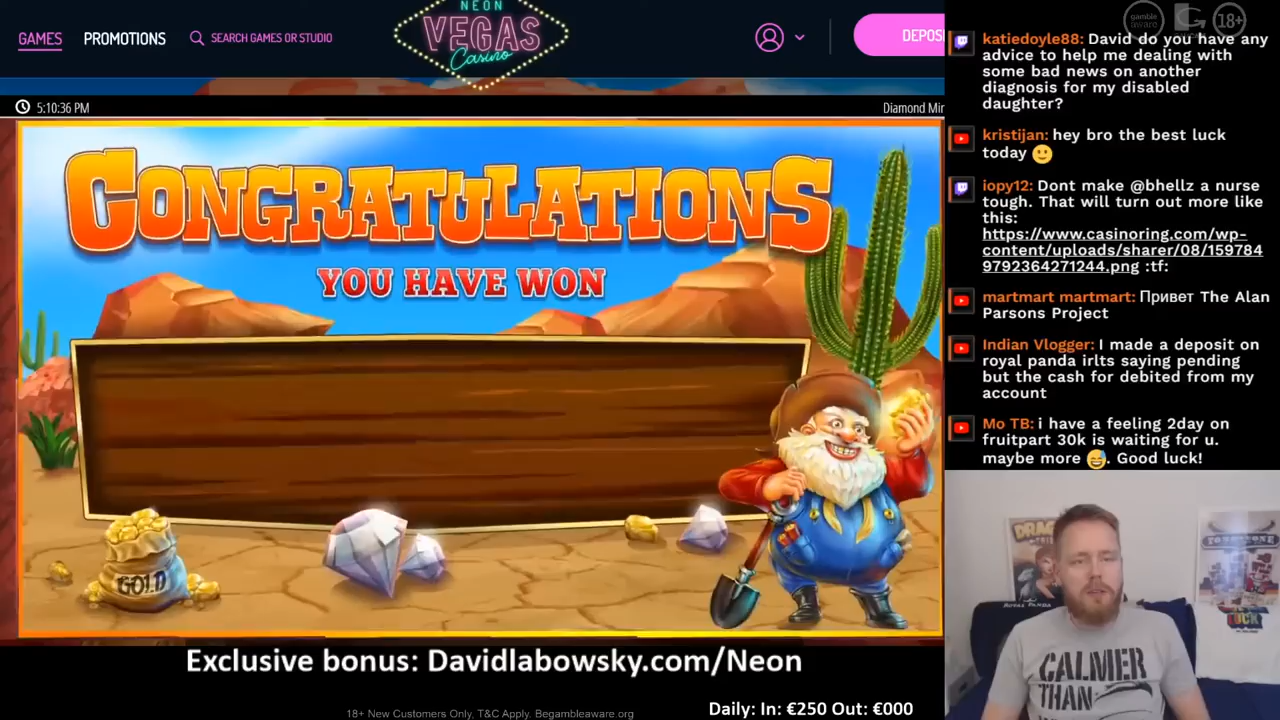 GAMES
PROMOTIONS
SEARCH GAMES OR STUDIO
NEON
VEGAS
Casino
DEPOS
5:10:36 PM
Diamond Mir
CONGRATULATIONS
YOU HAVE WON
GOLD
Exclusive bonus: Davidlabowsky.com/Neon
18+ New Customers Only, T&C Apply. Begambleaware.org
Daily: In: €250 Out: €000
gamble
aware
G
18+
katiedoyle88: David do you have any
advice to help me dealing with
some bad news on another
diagnosis for my disabled
daughter?
kristijan: hey bro the best luck
today 🙂
iopy12: Dont make @bhellz a nurse
tough. That will turn out more like
this:
https://www.casinoring.com/wp-
content/uploads/sharer/08/159784
9792364271244.png :tf:
martmart martmart: Привет The Alan
Parsons Project
Indian Vlogger: I made a deposit on
royal panda irlts saying pending
but the cash for debited from my
account
Mo TB: i have a feeling 2day on
fruitpart 30k is waiting for u.
maybe more 😅. Good luck!
ROYAL PANDA
TOMBSTONE
LUCK
CALMER
THAN